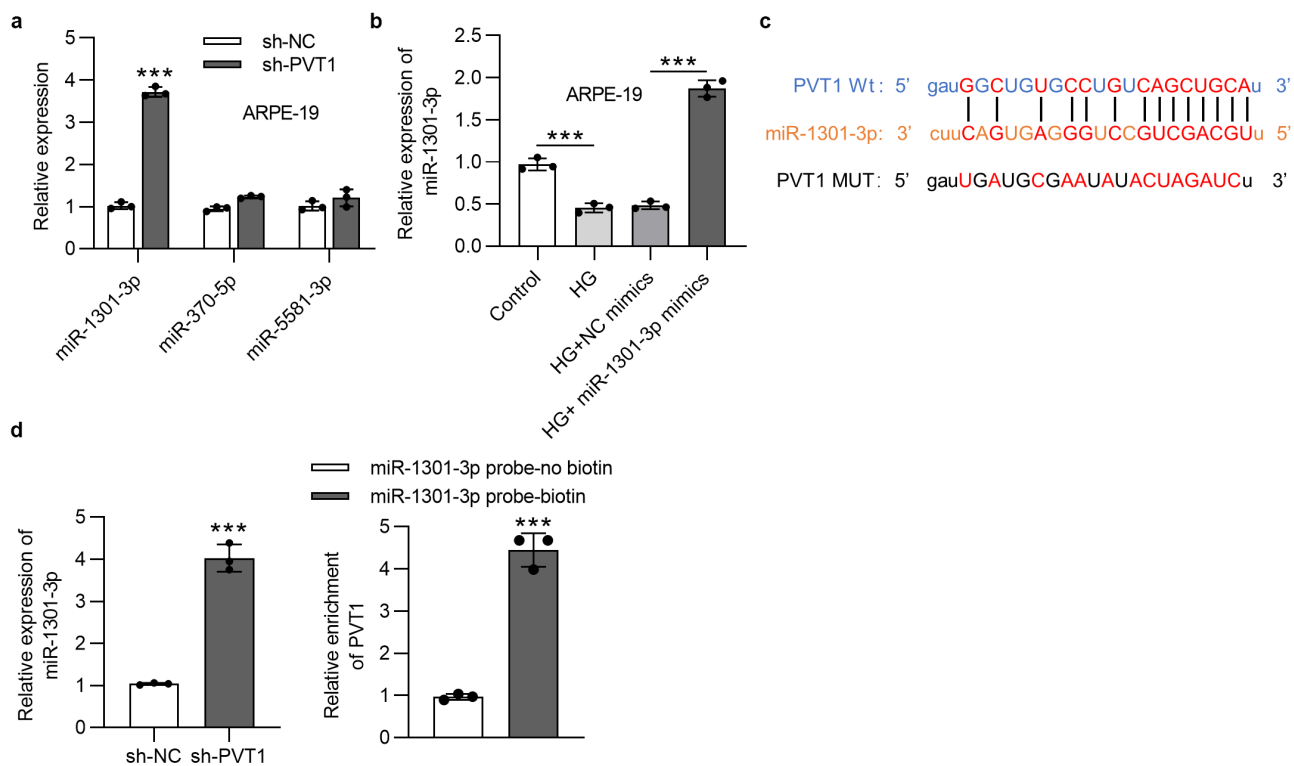 a
Relative expression
5
4
3
2
1
0
sh-NC
sh-PVT1
***
ARPE-19
miR-1301-3p
miR-370-5p
miR-5581-3p
b
Relative expression of
miR-1301-3p
2.5
2.0
1.5
1.0
0.5
0.0
ARPE-19
***
***
Control
HG
HG+NC mimics
HG+ miR-1301-3p mimics
c
PVT1 Wt: 5’ gauGGCUGUGCCUGUCAGCUGCAu 3’
miR-1301-3p: 3’ cuuCAGUGAGGGUCCGUCGACGUu 5’
PVT1 MUT: 5’ gauUGAUGCGAAUAUACUAGAUCu 3’
d
Relative expression of
miR-1301-3p
5
4
3
2
1
0
***
sh-NC sh-PVT1
miR-1301-3p probe-no biotin
miR-1301-3p probe-biotin
Relative enrichment
of PVT1
5
4
3
2
1
0
***